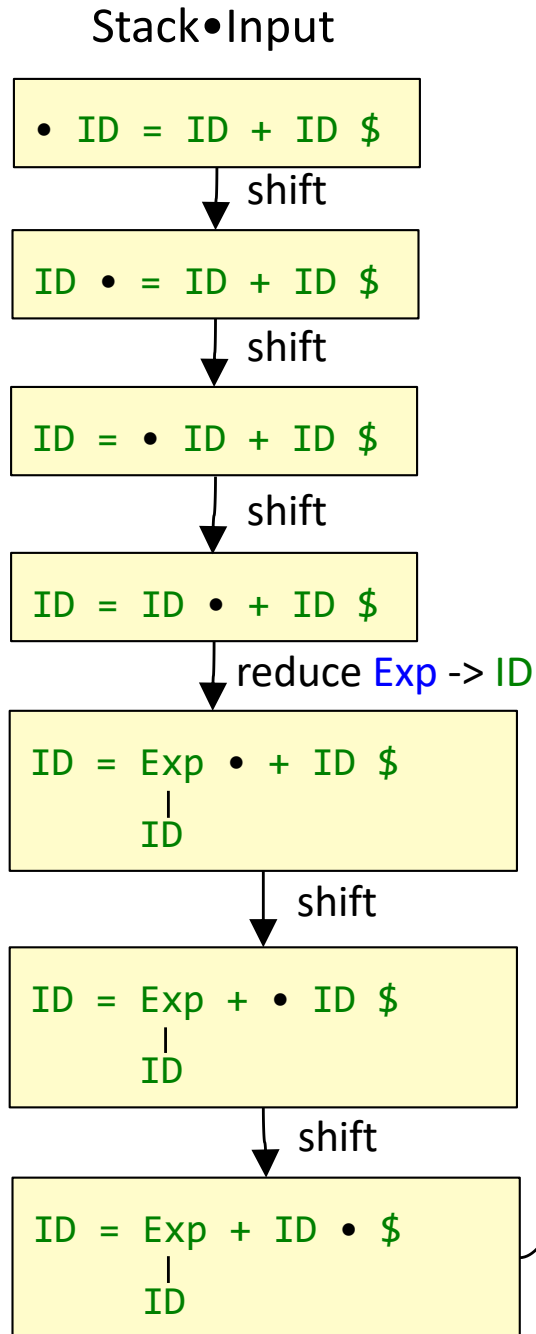 Stack•Input
• ID = ID + ID $
shift
ID • = ID + ID $
shift
ID = • ID + ID $
shift
ID = ID • + ID $
reduce Exp -> ID
ID = Exp • + ID $
ID
shift
ID = Exp + • ID $
ID
shift
ID = Exp + ID • $
ID